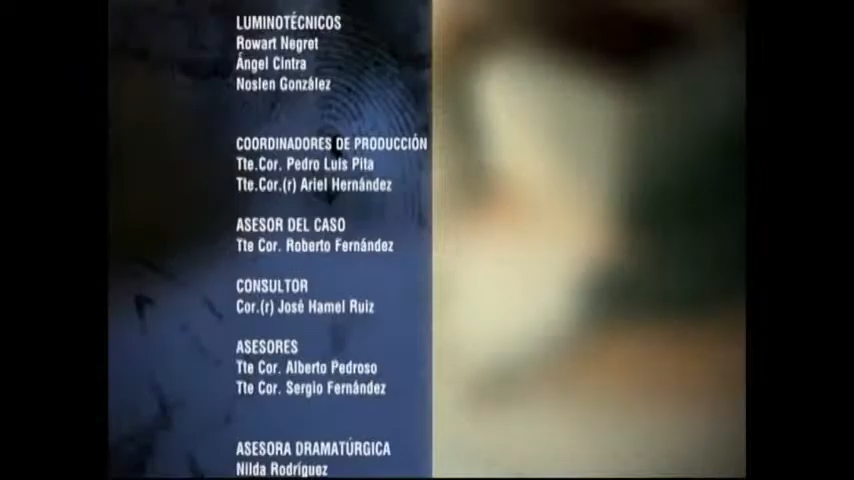 LUMINOTÉCNICOS
Rowart Negret
Ángel Cintra
Noslen González
COORDINADORES DE PRODUCCIÓN
Tte.Cor. Pedro Luis Pita
Tte.Cor.(r) Ariel Hernández
ASESOR DEL CASO
Tte Cor. Roberto Fernández
CONSULTOR
Cor.(r) José Hamel Ruiz
ASESORES
Tte Cor. Alberto Pedroso
Tte Cor. Sergio Fernández
ASESORA DRAMATÚRGICA
Nilda Rodríguez